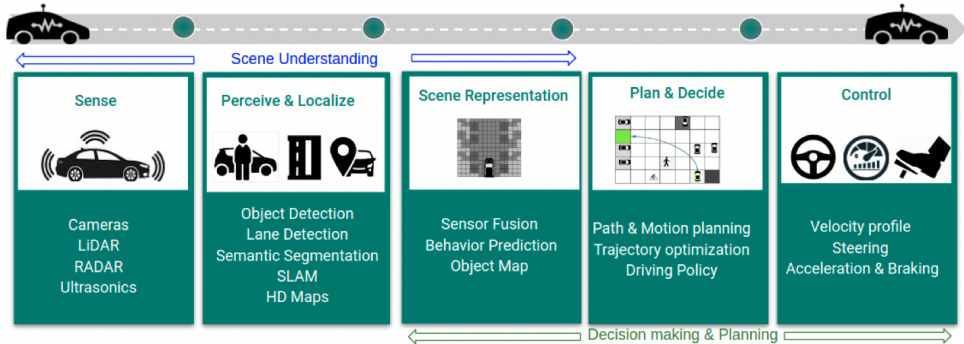 Scene Understanding
Sense
Cameras
LiDAR
RADAR
Ultrasonics
Perceive & Localize
Object Detection
Lane Detection
Semantic Segmentation
SLAM
HD Maps
Scene Representation
Sensor Fusion
Behavior Prediction
Object Map
Plan & Decide
Path & Motion planning
Trajectory optimization
Driving Policy
Control
Velocity profile
Steering
Acceleration & Braking
Decision making & Planning